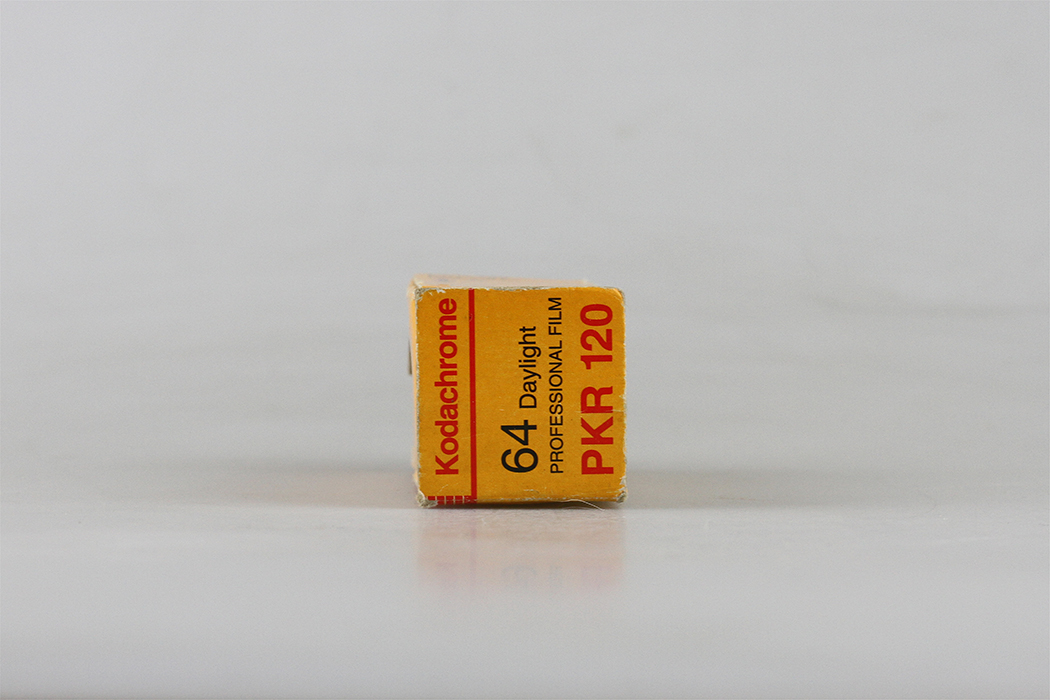 Kodachrome
64 Daylight
PROFESSIONAL FILM
PKR 120